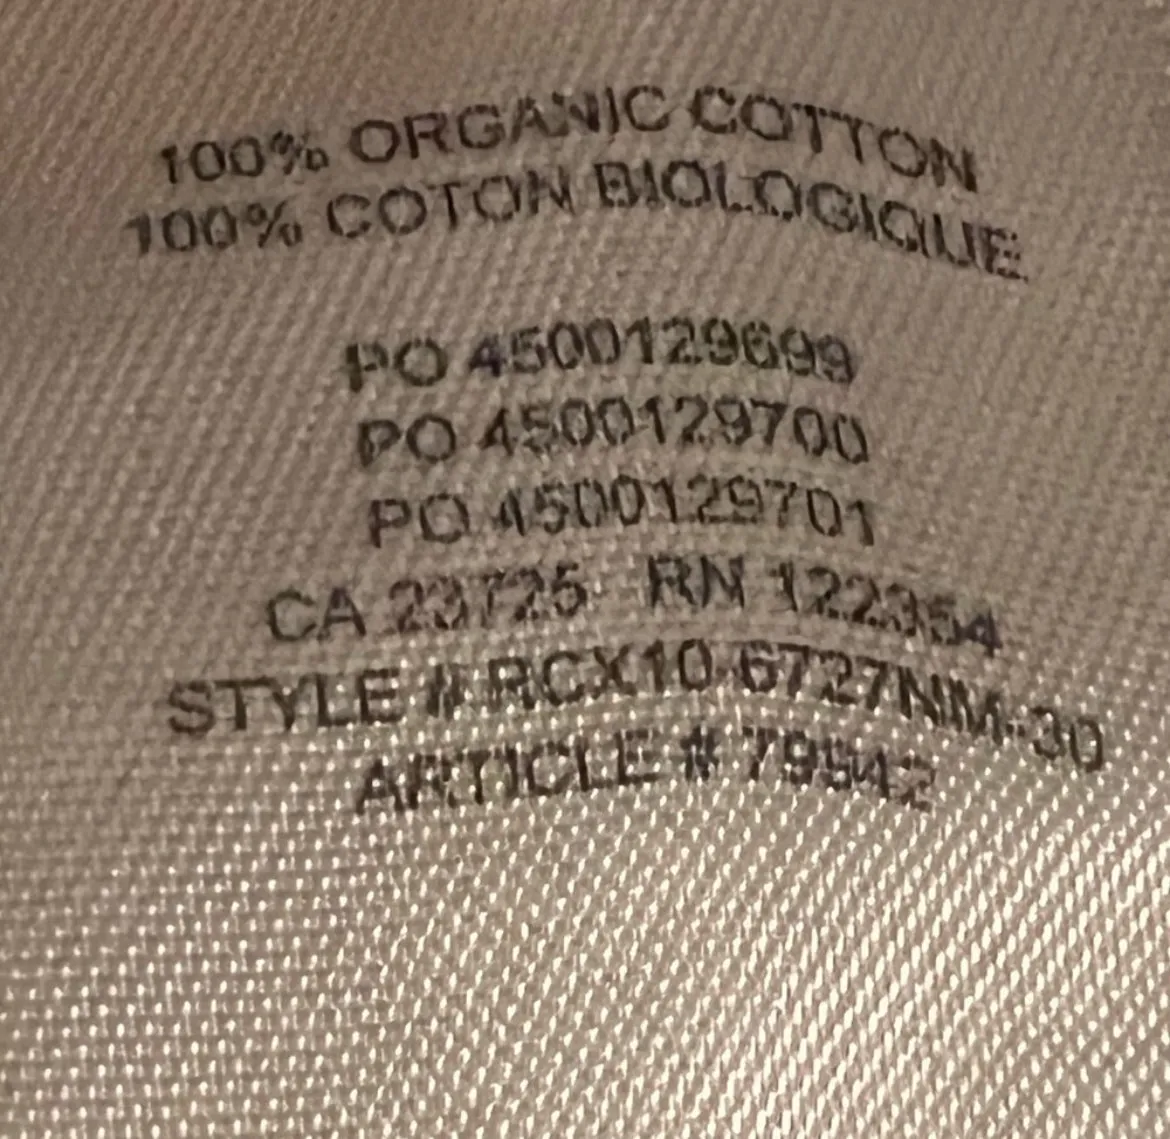 100% ORGANIC COTTON
100% COTON BIOLOGIQUE
PO 4500129699
PO 4500129700
PO 4500129701
CA 23725 RN 122354
STYLE # RCX10-6727NM-30
ARTICLE # 79542